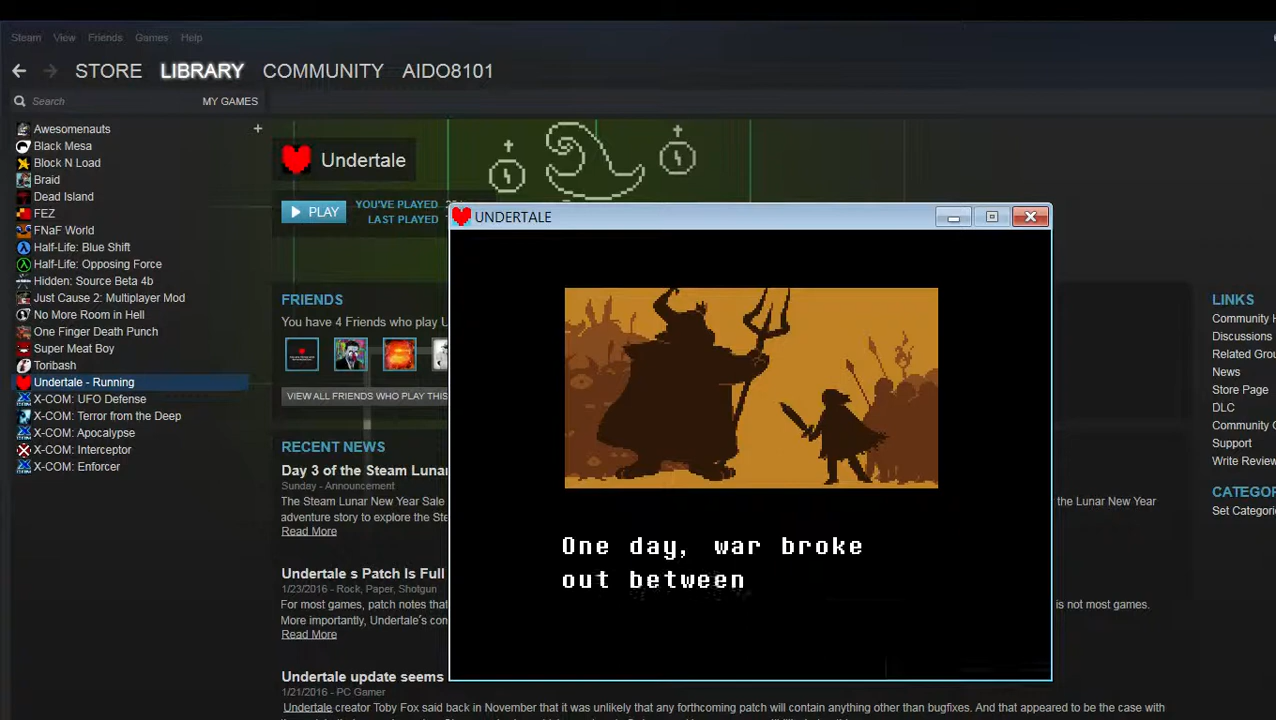 Steam View Friends Games Help
STORE LIBRARY COMMUNITY AIDO8101
Search MY GAMES
Awesomenauts
Black Mesa
Block N Load
Braid
Dead Island
FEZ
FNaF World
Half-Life: Blue Shift
Half-Life: Opposing Force
Hidden: Source Beta 4b
Just Cause 2: Multiplayer Mod
No More Room in Hell
One Finger Death Punch
Super Meat Boy
Toribash
Undertale - Running
X-COM: UFO Defense
X-COM: Terror from the Deep
X-COM: Apocalypse
X-COM: Interceptor
X-COM: Enforcer
Undertale
PLAY
YOU'VE PLAYED
LAST PLAYED
FRIENDS
You have 4 Friends who play U
VIEW ALL FRIENDS WHO PLAY THIS
RECENT NEWS
Day 3 of the Steam Lunar
Sunday - Announcement
The Steam Lunar New Year Sale
the Lunar New Year
adventure story to explore the Ste
Read More
Undertale s Patch Is Full
1/23/2016 - Rock, Paper, Shotgun
For most games, patch notes that
is not most games.
More importantly, Undertale's com
Read More
Undertale update seems
1/21/2016 - PC Gamer
Undertale creator Toby Fox said back in November that it was unlikely that any forthcoming patch will contain anything other than bugfixes. And that appeared to be the case with
UNDERTALE
One day, war broke
out between
LINKS
Community H
Discussions
Related Grou
News
Store Page
DLC
Community G
Support
Write Review
CATEGOR
Set Categorie